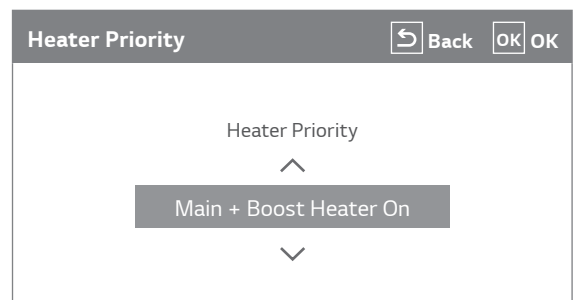 Heater Priority Back OK OK
Heater Priority
Main + Boost Heater On